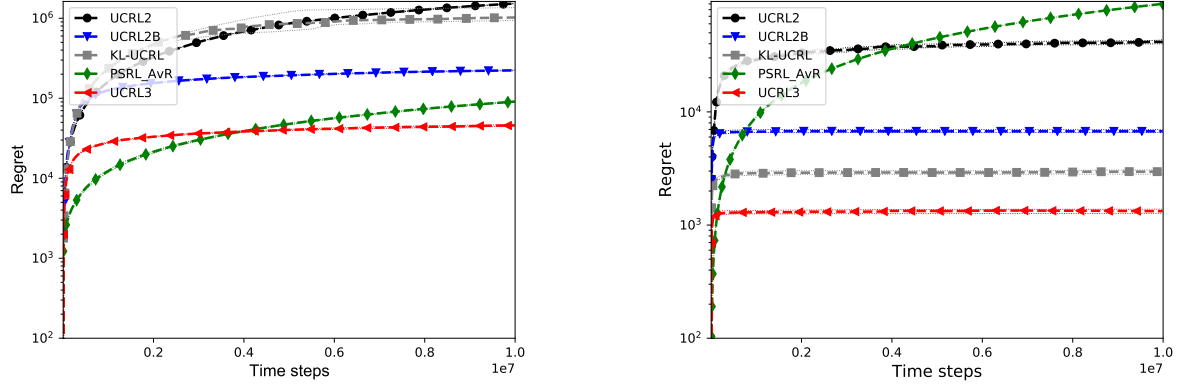 10^6
10^5
10^4
10^3
10^2
Regret
UCRL2
UCRL2B
KL-UCRL
PSRL_AvR
UCRL3
0.2
0.4
0.6
0.8
1.0
1e7
Time steps
10^4
10^3
10^2
Regret
UCRL2
UCRL2B
KL-UCRL
PSRL_AvR
UCRL3
0.2
0.4
0.6
0.8
1.0
1e7
Time steps